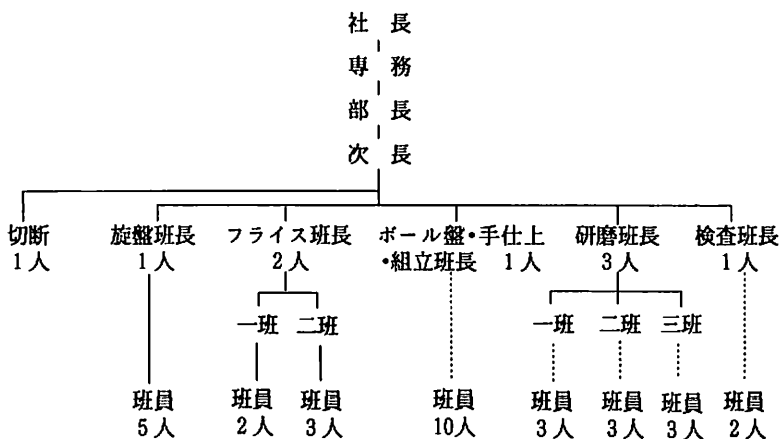 社長
専務
部長
次長
切断 旋盤班長 フライス班長 ボール盤・手仕上 研磨班長 検査班長
1人 1人 2人 ・組立班長 1人 3人 1人
一班 二班 一班 二班 三班
班員 班員 班員 班員 班員 班員 班員 班員
5人 2人 3人 10人 3人 3人 3人 2人